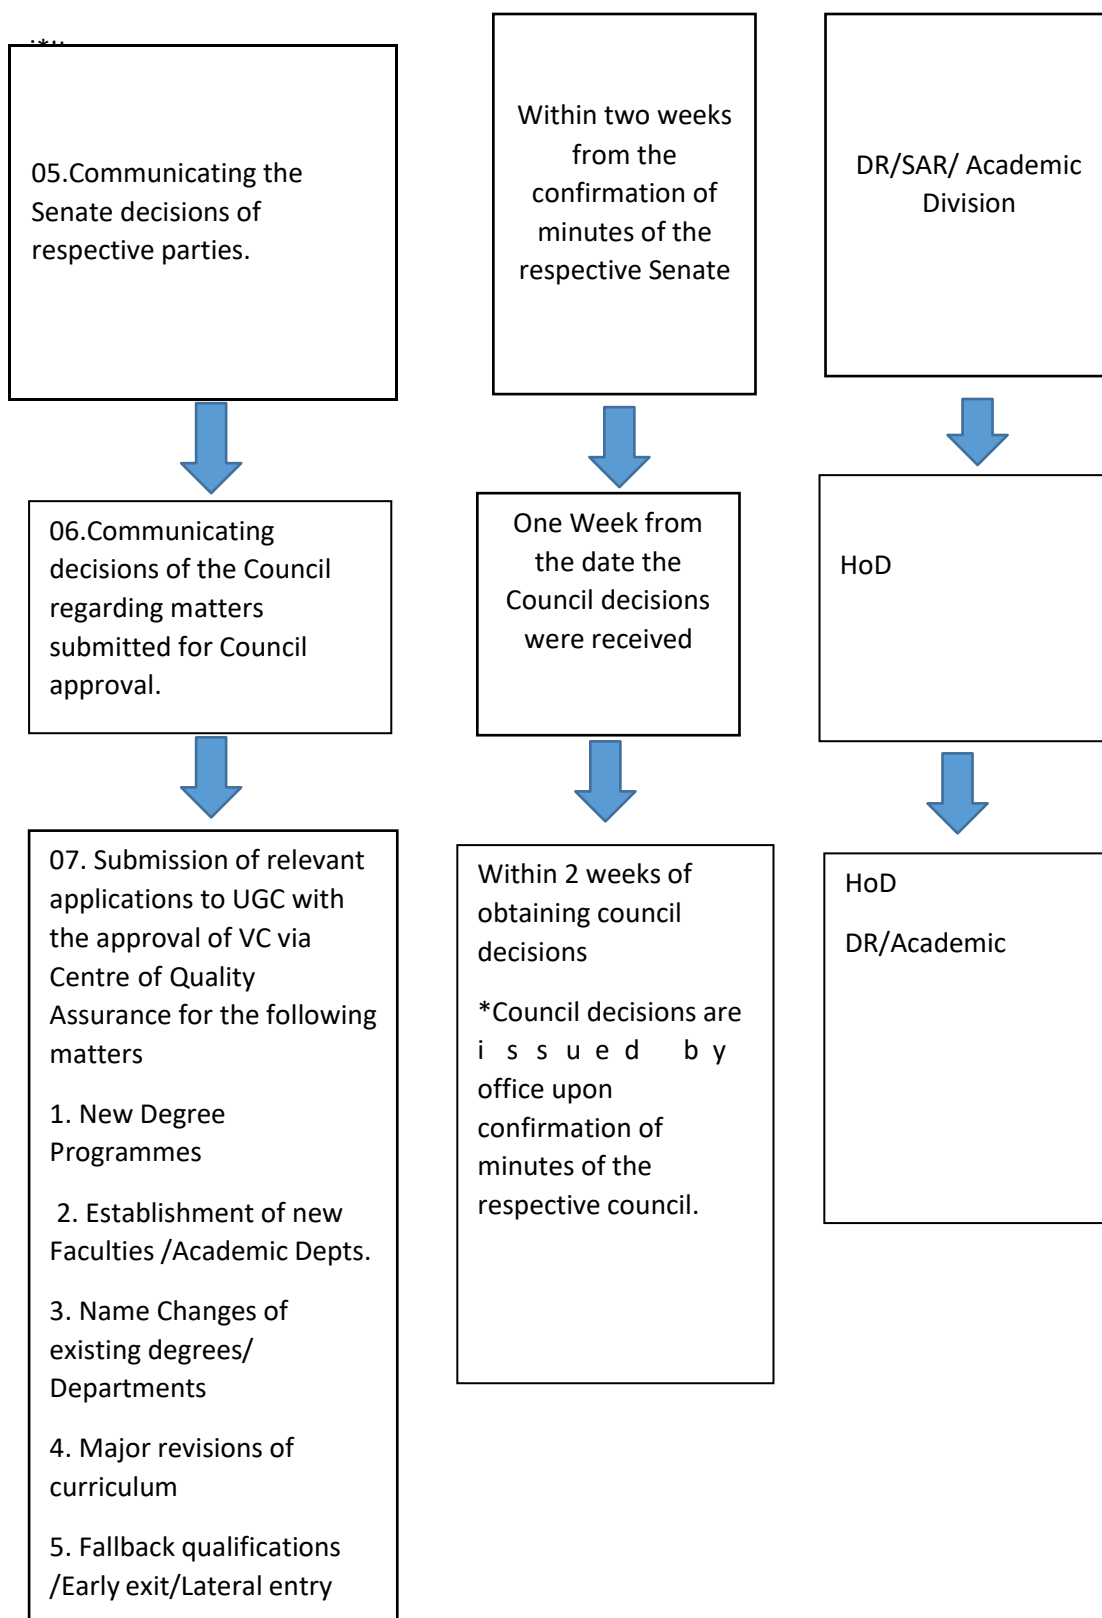 05.Communicating the
Senate decisions of
respective parties.
Within two weeks
from the
confirmation of
minutes of the
respective Senate
DR/SAR/ Academic
Division
06.Communicating
decisions of the Council
regarding matters
submitted for Council
approval.
One Week from
the date the
Council decisions
were received
HoD
07. Submission of relevant
applications to UGC with
the approval of VC via
Centre of Quality
Assurance for the following
matters
1. New Degree
Programmes
2. Establishment of new
Faculties /Academic Depts.
3. Name Changes of
existing degrees/
Departments
4. Major revisions of
curriculum
5. Fallback qualifications
/Early exit/Lateral entry
Within 2 weeks of
obtaining council
decisions
*Council decisions are
i s s u e d b y
office upon
confirmation of
minutes of the
respective council.
HoD
DR/Academic